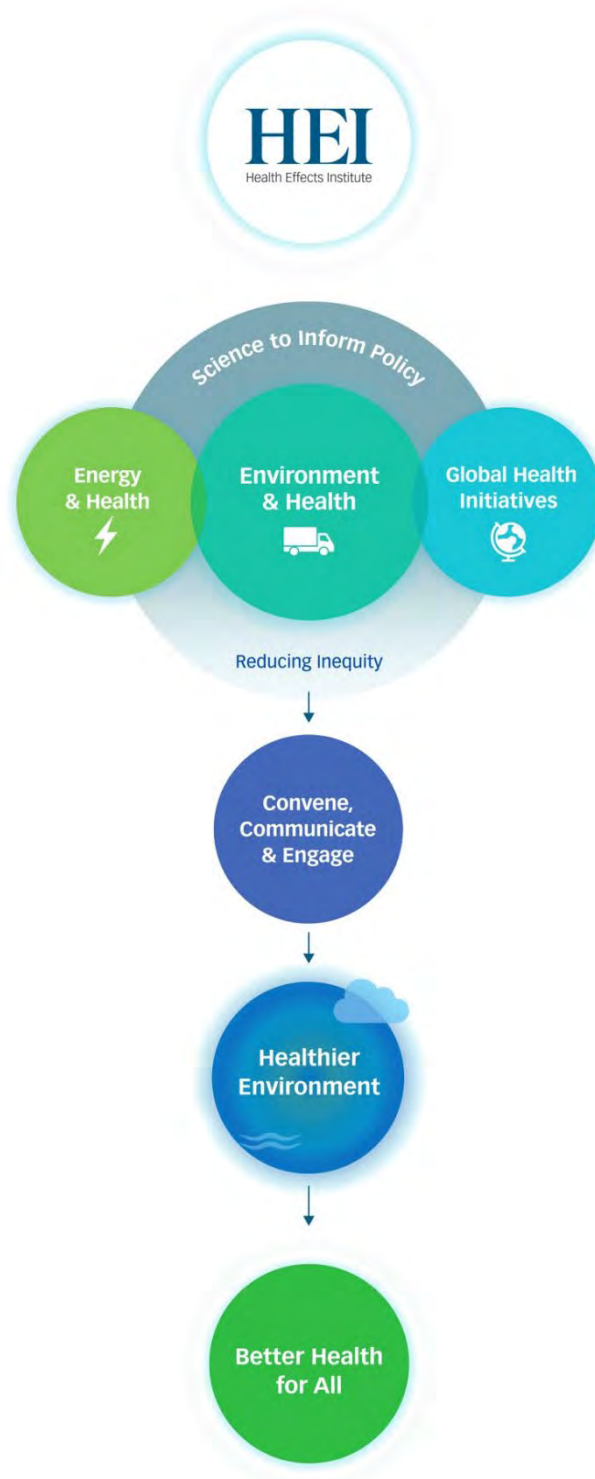 HEI
Health Effects Institute
Science to Inform Policy
Energy
& Health
Environment
& Health
Global Health
Initiatives
Reducing Inequity
Convene,
Communicate
& Engage
Healthier
Environment
Better Health
for All